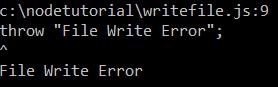 c:\nodetutorial\writefile.js:9
throw "File Write Error";
^
File Write Error